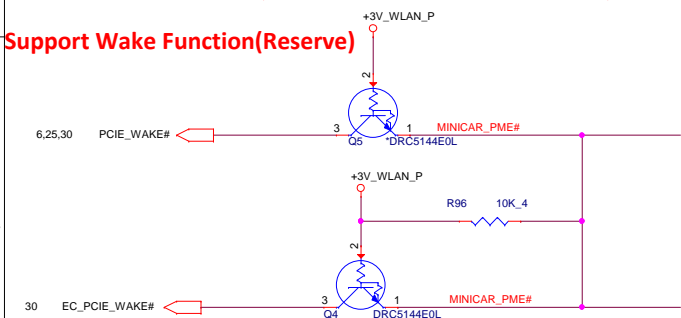 +3V_WLAN_P
Support Wake Function(Reserve)
2
6,25,30 PCIE_WAKE# 3 1 MINICAR_PME#
Q5 *DRC5144E0L
+3V_WLAN_P
R96 10K_4
2
30 EC_PCIE_WAKE# 3 1 MINICAR_PME#
Q4 DRC5144E0L